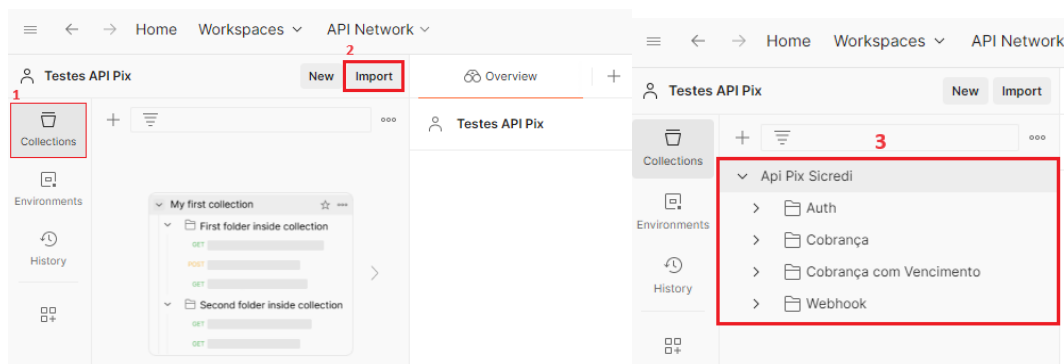 Home Workspaces API Network
2
Testes API Pix New Import Overview
1
Collections
Testes API Pix
Environments
My first collection
First folder inside collection
GET
POST
GET
History
Second folder inside collection
GET
GET
Home Workspaces API Network
Testes API Pix New Import
3
Collections
Api Pix Sicredi
Auth
Environments
Cobrança
Cobrança com Vencimento
History
Webhook